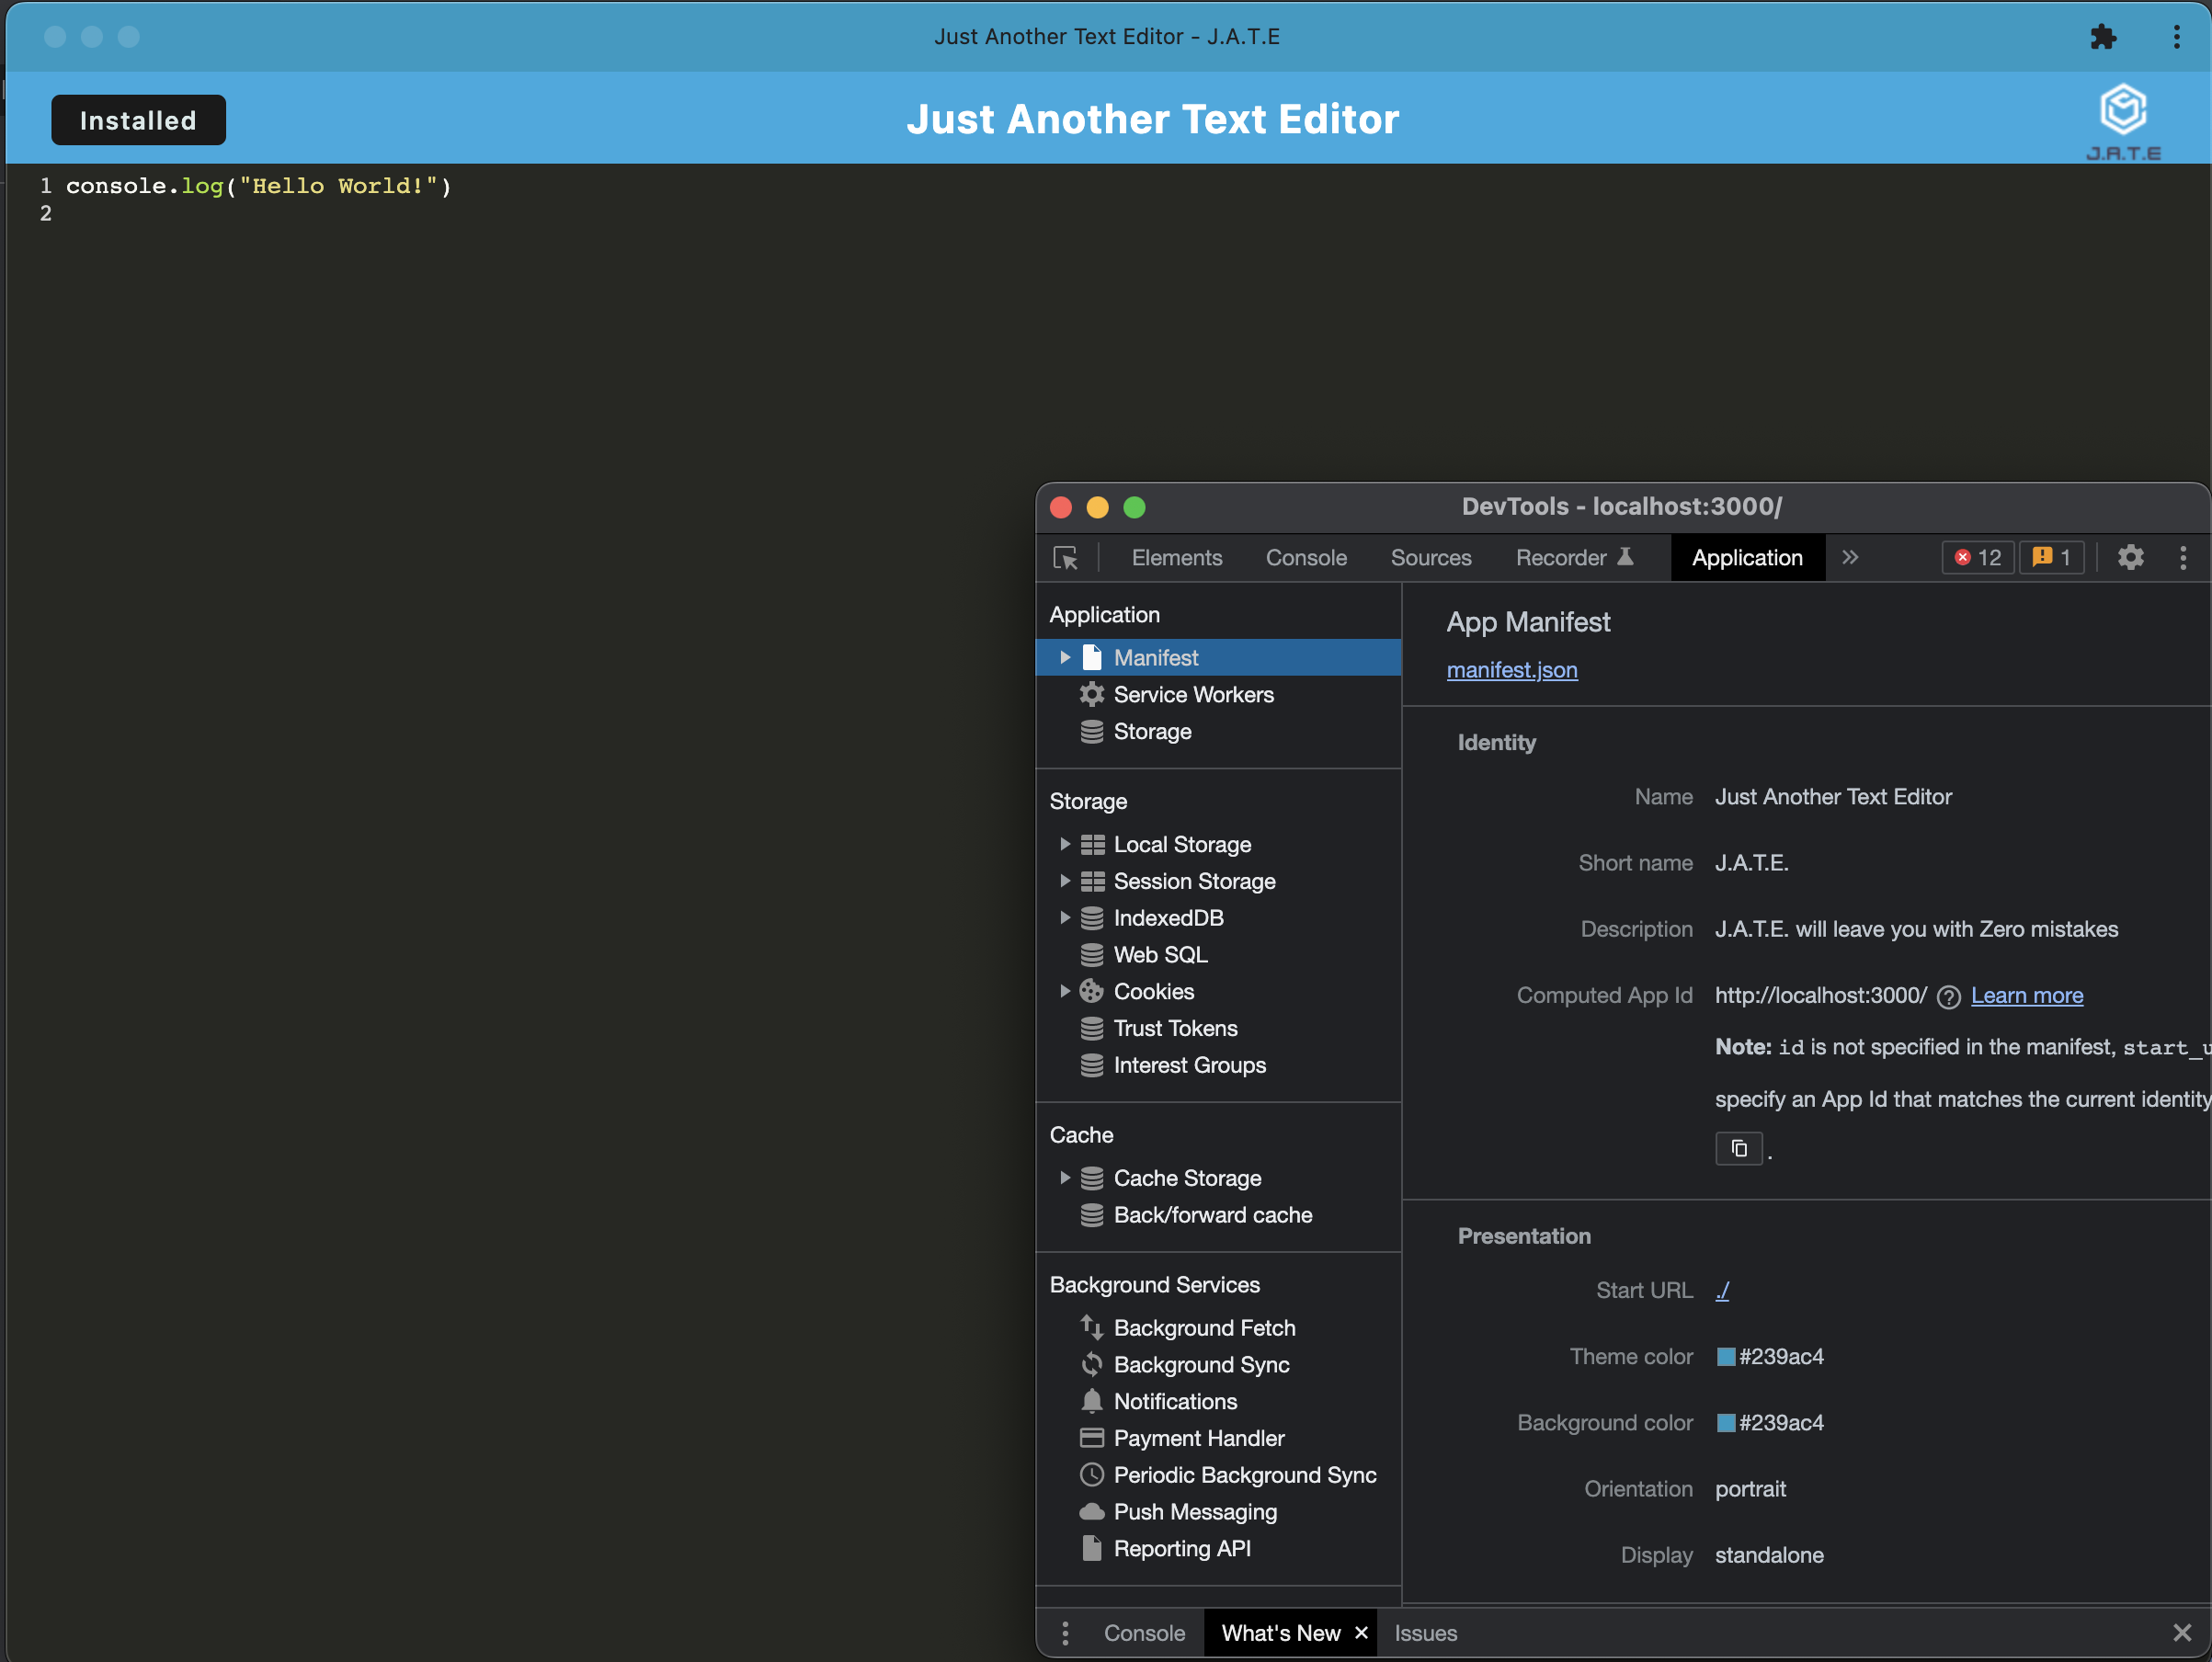 Just Another Text Editor - J.A.T.E
Installed
Just Another Text Editor
J.A.T.E
1 console.log("Hello World!")
2
DevTools - localhost:3000/
Elements Console Sources Recorder Application 12 1
Application
Manifest
Service Workers
Storage
Storage
Local Storage
Session Storage
IndexedDB
Web SQL
Cookies
Trust Tokens
Interest Groups
Cache
Cache Storage
Back/forward cache
Background Services
Background Fetch
Background Sync
Notifications
Payment Handler
Periodic Background Sync
Push Messaging
Reporting API
App Manifest
manifest.json
Identity
Name Just Another Text Editor
Short name J.A.T.E.
Description J.A.T.E. will leave you with Zero mistakes
Computed App Id http://localhost:3000/ Learn more
Note: id is not specified in the manifest, start_u
specify an App Id that matches the current identity
.
Presentation
Start URL ./
Theme color #239ac4
Background color #239ac4
Orientation portrait
Display standalone
Console What's New Issues